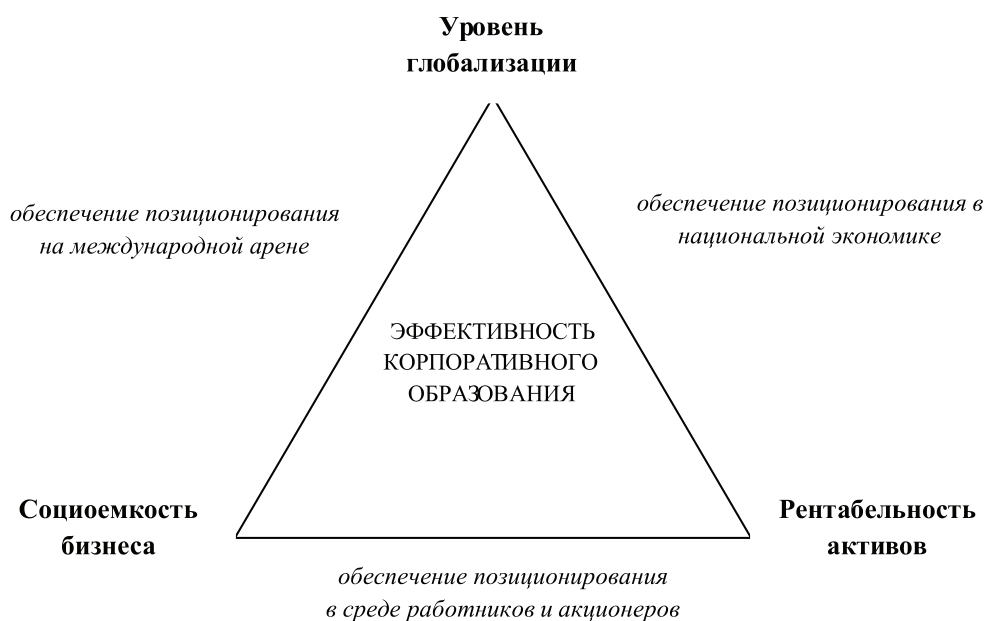 Уровень
глобализации
обеспечение позиционирования
на международной арене
обеспечение позиционирования в
национальной экономике
ЭФФЕКТИВНОСТЬ
КОРПОРАТИВНОГО
ОБРАЗОВАНИЯ
Социоемкость
бизнеса
Рентабельность
активов
обеспечение позиционирования
в среде работников и акционеров